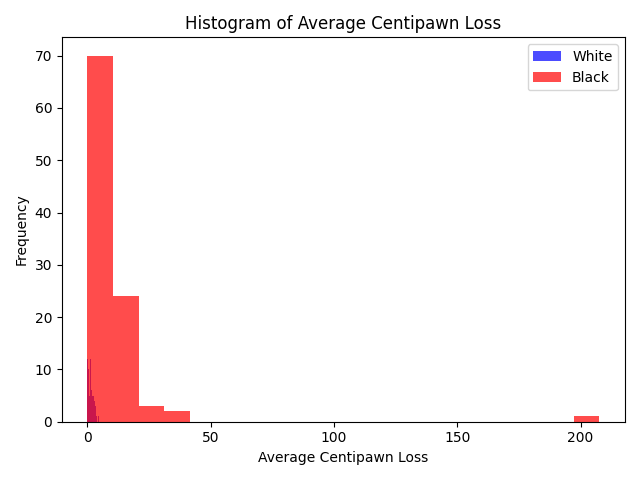 Histogram of Average Centipawn Loss
White
Black
70
60
50
40
30
20
10
0
Frequency
0 50 100 150 200
Average Centipawn Loss